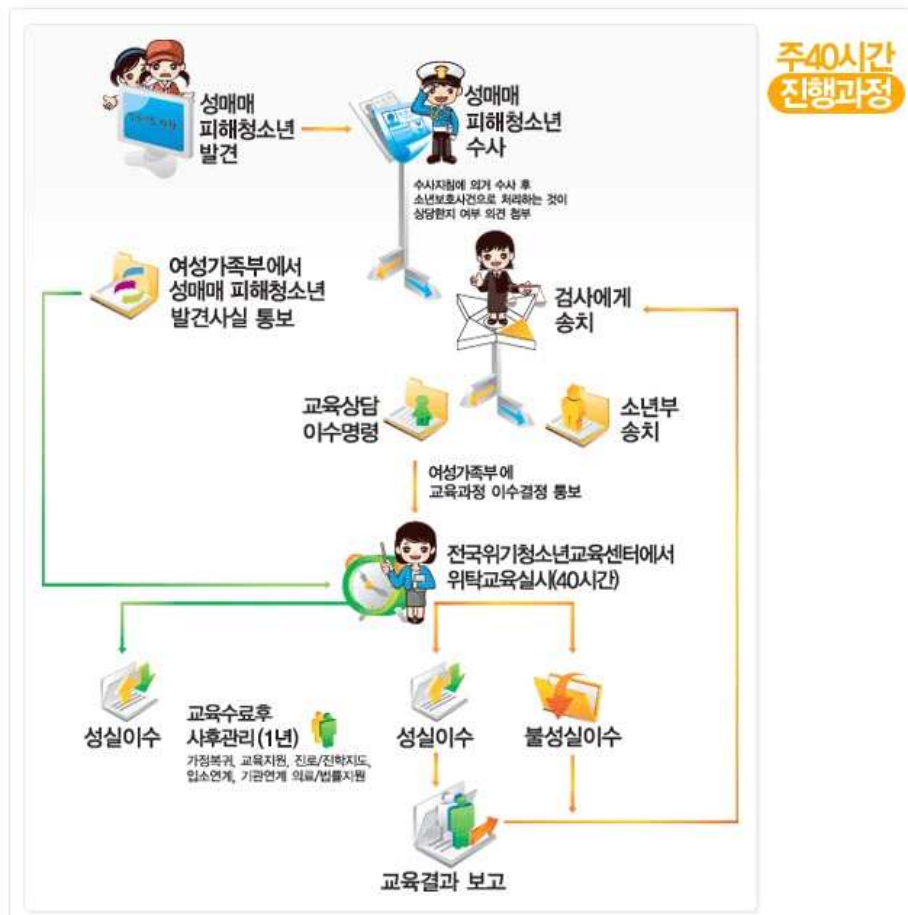 주40시간
진행과정
성매매
피해청소년
발견
성매매
피해청소년
수사
수사지침에 의거 수사 후
소년보호사건으로 처리하는 것이
상당한지 여부 의견 첨부
여성가족부에서
성매매 피해청소년
발견사실 통보
검사에게
송치
교육상담
이수명령
소년부
송치
여성가족부에
교육과정 이수결정 통보
전국위기청소년교육센터에서
위탁교육실시(40시간)
성실이수
교육수료후
사후관리(1년)
가정복귀, 교육지원, 진로/진학지도,
입소연계, 기관연계 의료/법률지원
성실이수
불성실이수
교육결과 보고